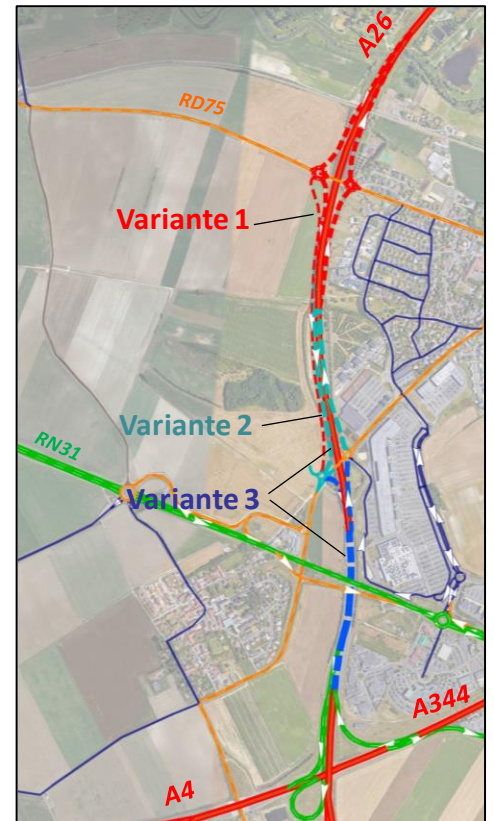 A26
RD75
Variante 1
Variante 2
RN31
Variante 3
A344
A4